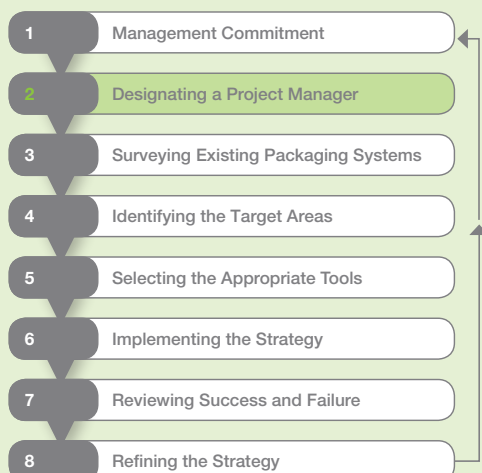 1 Management Commitment
2 Designating a Project Manager
3 Surveying Existing Packaging Systems
4 Identifying the Target Areas
5 Selecting the Appropriate Tools
6 Implementing the Strategy
7 Reviewing Success and Failure
8 Refining the Strategy